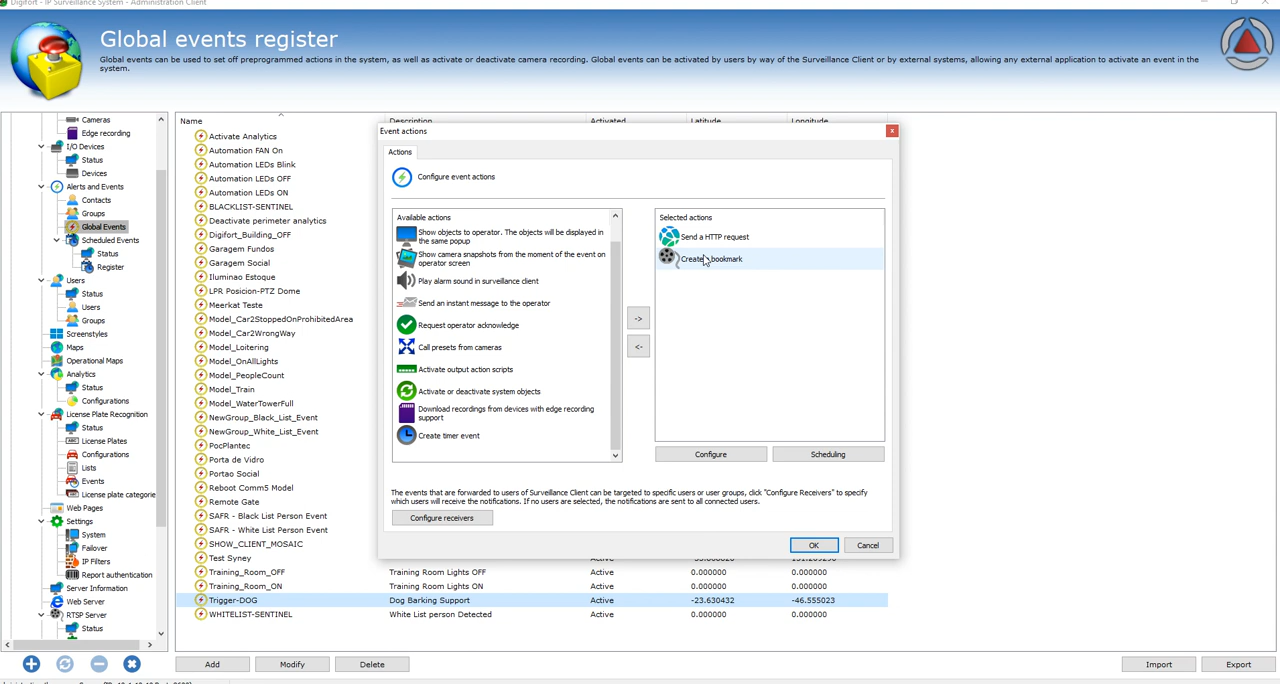 Digifort - IP Surveillance System - Administration Client
Global events register
Global events can be used to set off preprogrammed actions in the system, as well as activate or deactivate camera recording. Global events can be activated by users by way of the Surveillance Client or by external systems, allowing any external application to activate an event in the
system.
Cameras
Edge recording
I/O Devices
Status
Devices
Alerts and Events
Contacts
Groups
Global Events
Scheduled Events
Status
Register
Users
Status
Users
Groups
Screenstyles
Maps
Operational Maps
Analytics
Status
Configurations
License Plate Recognition
Status
License Plates
Configurations
Lists
Events
License plate categorie
Web Pages
Settings
System
Failover
IP Filters
Report authentication
Server Information
Web Server
RTSP Server
Status
Name Description Activated Latitude Longitude
Activate Analytics
Automation FAN On
Automation LEDs Blink
Automation LEDs OFF
Automation LEDs ON
BLACKLIST-SENTINEL
Deactivate perimeter analytics
Digifort_Building_OFF
Garagem Fundos
Garagem Social
Iluminao Estoque
LPR Posicion-PTZ Dome
Meerkat Teste
Model_Car2StoppedOnProhibitedArea
Model_Car2WrongWay
Model_Loitering
Model_OnAllLights
Model_PeopleCount
Model_Train
Model_WaterTowerFull
NewGroup_Black_List_Event
NewGroup_White_List_Event
PocPlantec
Porta de Vidro
Portao Social
Reboot Comm5 Model
Remote Gate
SAFR - Black List Person Event
SAFR - White List Person Event
SHOW_CLIENT_MOSAIC
Test Syney Active
Training_Room_OFF Training Room Lights OFF Active 0.000000 0.000000
Training_Room_ON Training Room Lights ON Active 0.000000 0.000000
Trigger-DOG Dog Barking Support Active -23.630432 -46.555023
WHITELIST-SENTINEL White List person Detected Active 0.000000 0.000000
Event actions
Actions
Configure event actions
Available actions
Show objects to operator. The objects will be displayed in
the same popup
Show camera snapshots from the moment of the event on
operator screen
Play alarm sound in surveillance client
Send an instant message to the operator
Request operator acknowledge
Call presets from cameras
Activate output action scripts
Activate or deactivate system objects
Download recordings from devices with edge recording
support
Create timer event
->
<-
Selected actions
Send a HTTP request
Create bookmark
Configure Scheduling
The events that are forwarded to users of Surveillance Client can be targeted to specific users or user groups, click "Configure Receivers" to specify
which users will receive the notifications. If no users are selected, the notifications are sent to all connected users.
Configure receivers
OK Cancel
Add Modify Delete Import Export